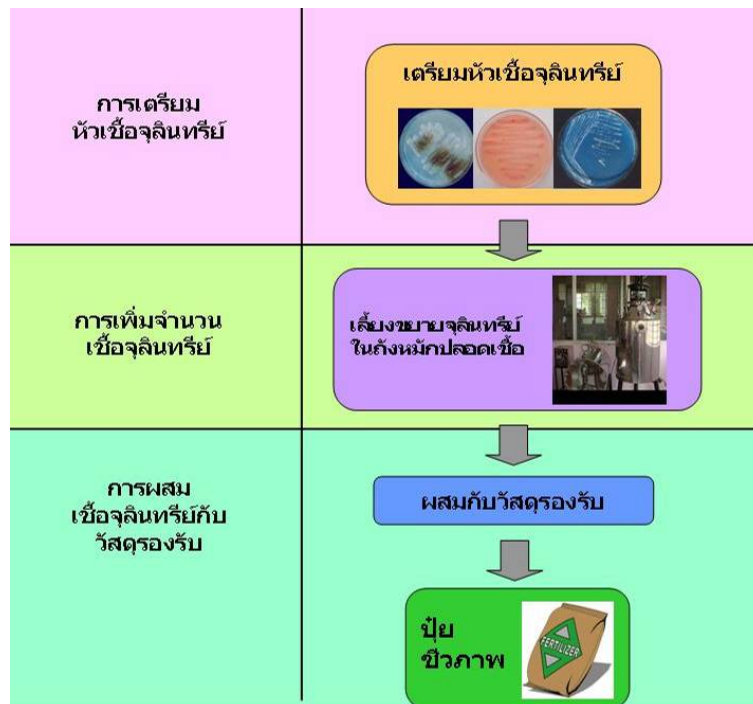 การเตรียม
หัวเชื้อจุลินทรีย์
เตรียมหัวเชื้อจุลินทรีย์
การเพิ่มจำนวน
เชื้อจุลินทรีย์
เลี้ยงขยายจุลินทรีย์
ในถังหมักปลอดเชื้อ
การผสม
เชื้อจุลินทรีย์กับ
วัสดุรองรับ
ผสมกับวัสดุรองรับ
ปุ๋ย
ชีวภาพ
FERTILIZER